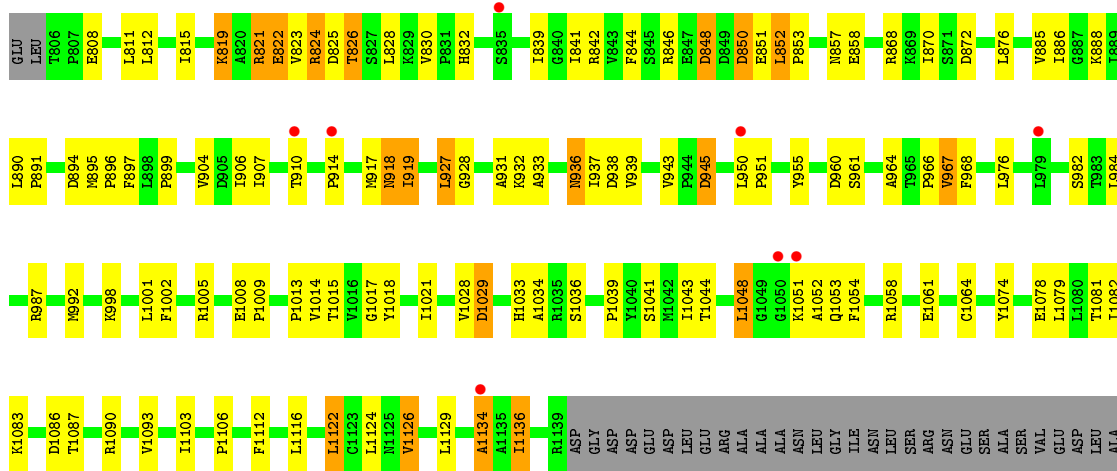 GLU LEU T806 P807 E808 L811 L812 I815 K819 A820 R821 E822 V823 R824 D825 T826 S827 L828 K829 V830 P831 H832 S835 I839 G840 I841 R842 V843 F844 S845 R846 E847 D848 D849 D850 E851 L852 P853 N857 E858 R868 K869 I870 S871 D872 L876 V885 I886 G887 K888 I889
L890 P891 D894 M895 P896 F897 L898 P899 V904 D905 I906 I907 T910 P914 M917 N918 I919 L927 G928 A931 K932 A933 N936 I937 D938 V939 V943 P944 D945 L950 P951 Y955 D960 S961 A964 T965 P966 V967 F968 L976 L979 S982 T983 L984
R987 M992 K998 L1001 F1002 R1005 E1008 P1009 P1013 V1014 T1015 V1016 G1017 Y1018 I1021 V1028 D1029 H1033 A1034 R1035 S1036 P1039 Y1040 S1041 M1042 I1043 T1044 L1048 G1049 G1050 K1051 A1052 Q1053 F1054 R1058 E1061 C1064 Y1074 E1078 L1079 L1080 T1081 I1082
K1083 D1086 T1087 R1090 V1093 I1103 P1106 F1112 L1116 L1122 C1123 L1124 N1125 V1126 L1129 A1134 A1135 I1136 R1139 ASP GLY ASP ASP GLU ASP LEU GLU ARG ALA ALA ALA ASN LEU GLY ILE ASN LEU SER ARG ASN GLU SER ALA SER VAL GLU ASP LEU ALA